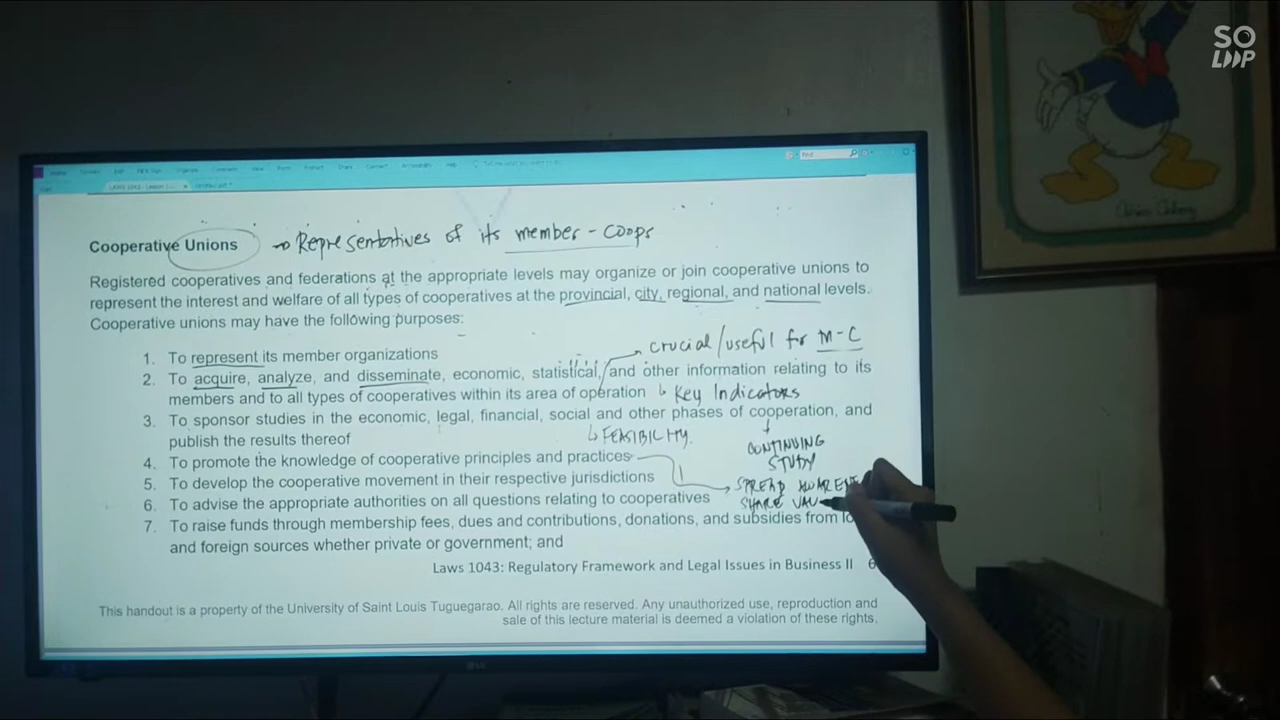 SO
LOOP
Cooperative Unions → Representatives of its member-coops
Registered cooperatives and federations at the appropriate levels may organize or join cooperative unions to
represent the interest and welfare of all types of cooperatives at the provincial, city, regional, and national levels.
Cooperative unions may have the following purposes:
crucial/useful for M-C
1. To represent its member organizations
2. To acquire, analyze, and disseminate, economic, statistical, and other information relating to its
members and to all types of cooperatives within its area of operation ↳ Key Indicators
3. To sponsor studies in the economic, legal, financial, social and other phases of cooperation, and
publish the results thereof
↳ FEASIBILITY.
CONTINUING
STUDY
4. To promote the knowledge of cooperative principles and practices
5. To develop the cooperative movement in their respective jurisdictions
SPREAD
SHARE
6. To advise the appropriate authorities on all questions relating to cooperatives
7. To raise funds through membership fees, dues and contributions, donations, and subsidies from
and foreign sources whether private or government; and
Laws 1043: Regulatory Framework and Legal Issues in Business II
This handout is a property of the University of Saint Louis Tuguegarao. All rights are reserved. Any unauthorized use, reproduction and
sale of this lecture material is deemed a violation of these rights.
LG